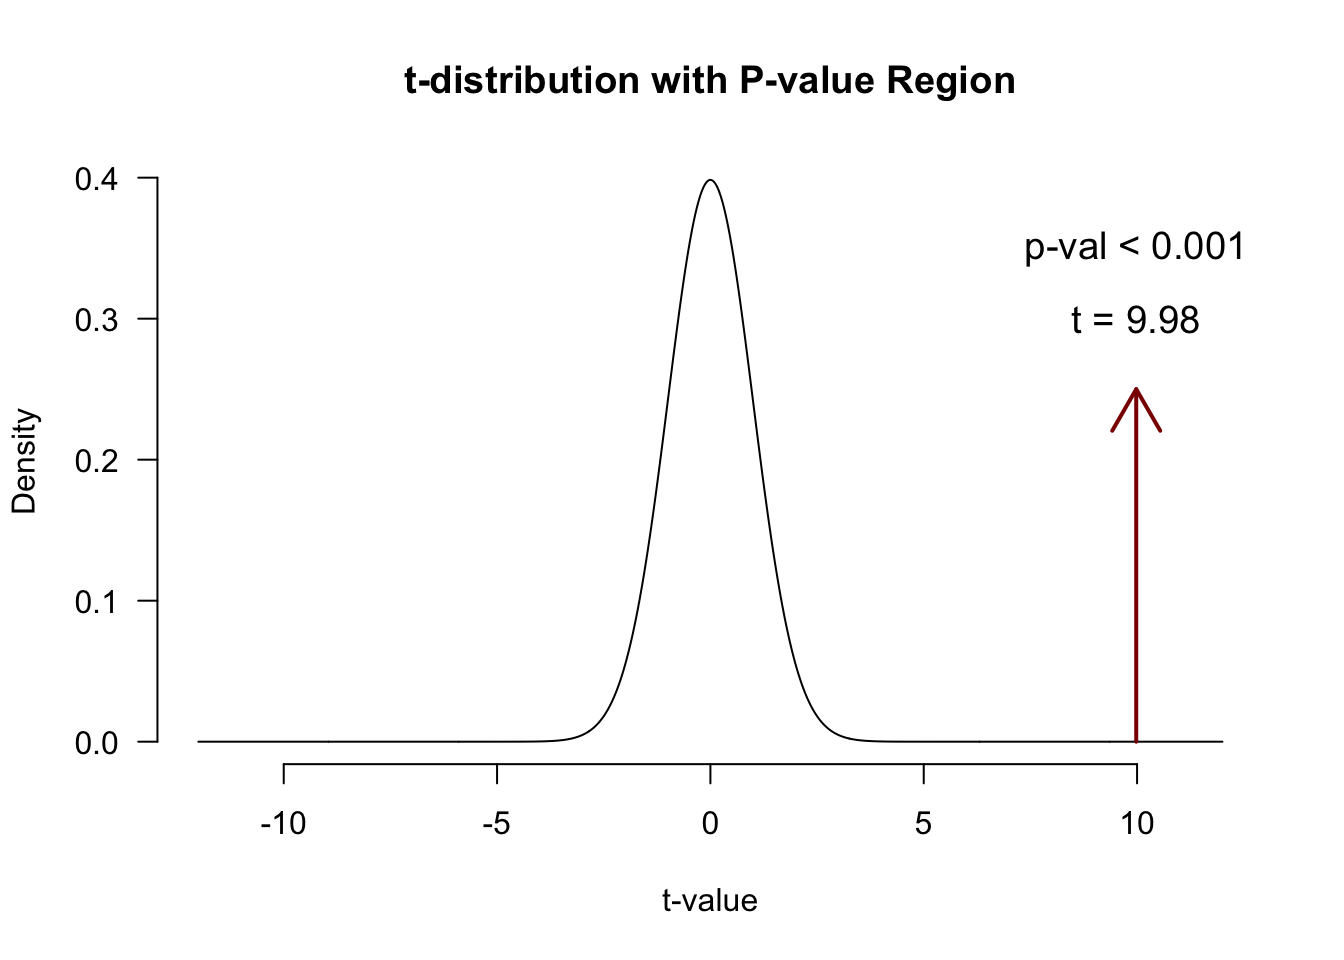 t-distribution with P-value Region
0.4
0.3
0.2
0.1
0.0
Density
p-val < 0.001
t = 9.98
-10 -5 0 5 10
t-value